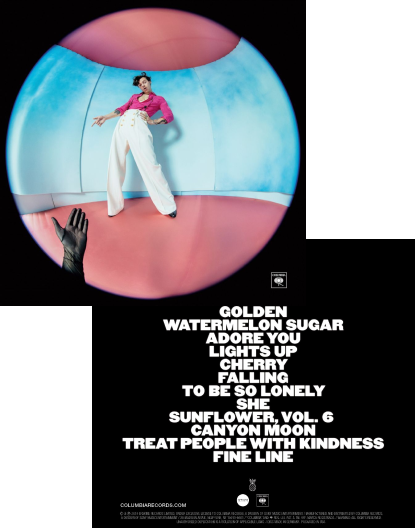 GOLDEN
WATERMELON SUGAR
ADORE YOU
LIGHTS UP
CHERRY
FALLING
TO BE SO LONELY
SHE
SUNFLOWER, VOL. 6
CANYON MOON
TREAT PEOPLE WITH KINDNESS
FINE LINE
COLUMBIARECORDS.COM